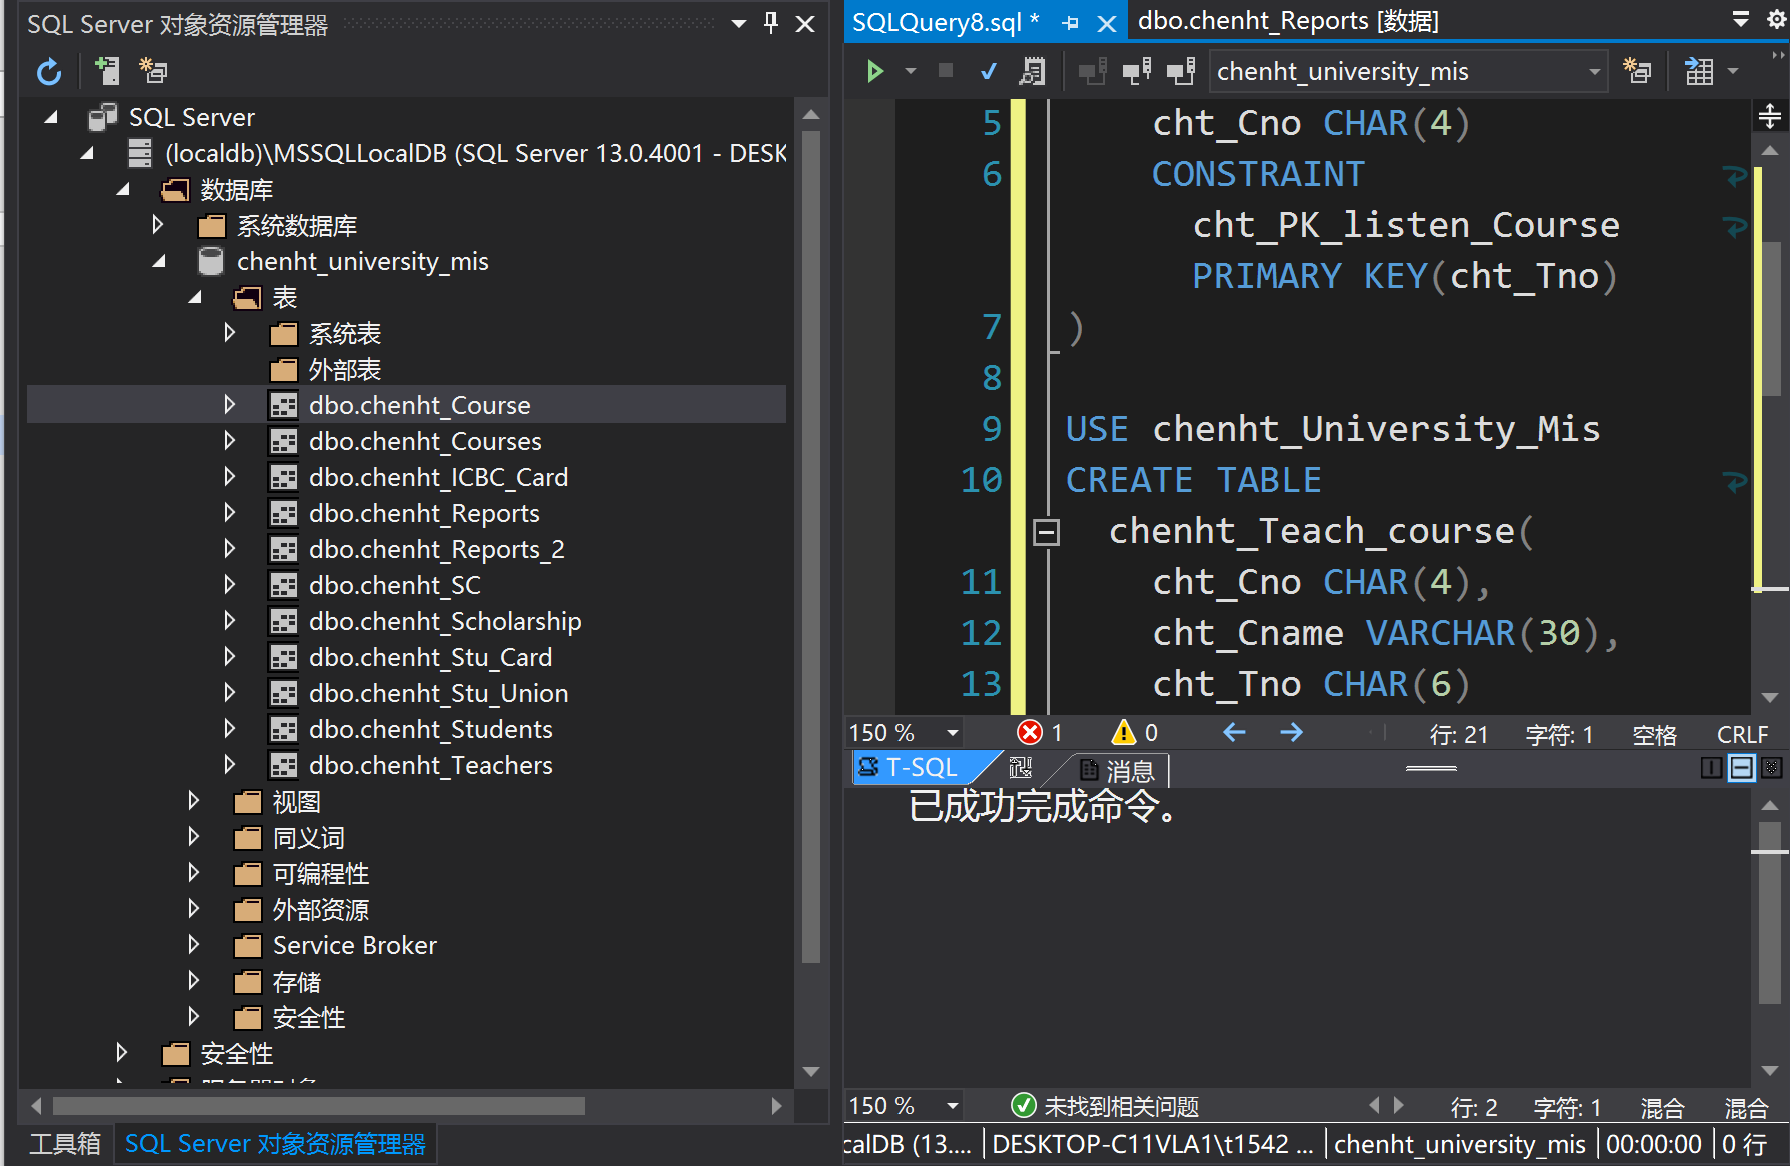 SQL Server 对象资源管理器
SQL Server
(localdb)\MSSQLLocalDB (SQL Server 13.0.4001 - DESK
数据库
系统数据库
chenht_university_mis
表
系统表
外部表
dbo.chenht_Course
dbo.chenht_Courses
dbo.chenht_ICBC_Card
dbo.chenht_Reports
dbo.chenht_Reports_2
dbo.chenht_SC
dbo.chenht_Scholarship
dbo.chenht_Stu_Card
dbo.chenht_Stu_Union
dbo.chenht_Students
dbo.chenht_Teachers
视图
同义词
可编程性
外部资源
Service Broker
存储
安全性
安全性
工具箱 SQL Server 对象资源管理器
SQLQuery8.sql * dbo.chenht_Reports [数据]
chenht_university_mis
5 cht_Cno CHAR(4)
6 CONSTRAINT
cht_PK_listen_Course
PRIMARY KEY(cht_Tno)
7 )
8
9 USE chenht_University_Mis
10 CREATE TABLE
chenht_Teach_course(
11 cht_Cno CHAR(4),
12 cht_Cname VARCHAR(30),
13 cht_Tno CHAR(6)
150 % 1 0 行: 21 字符: 1 空格 CRLF
T-SQL 消息
已成功完成命令。
150 % 未找到相关问题 行: 2 字符: 1 混合 混合
calDB (13.... DESKTOP-C11VLA1\t1542 ... chenht_university_mis 00:00:00 0 行